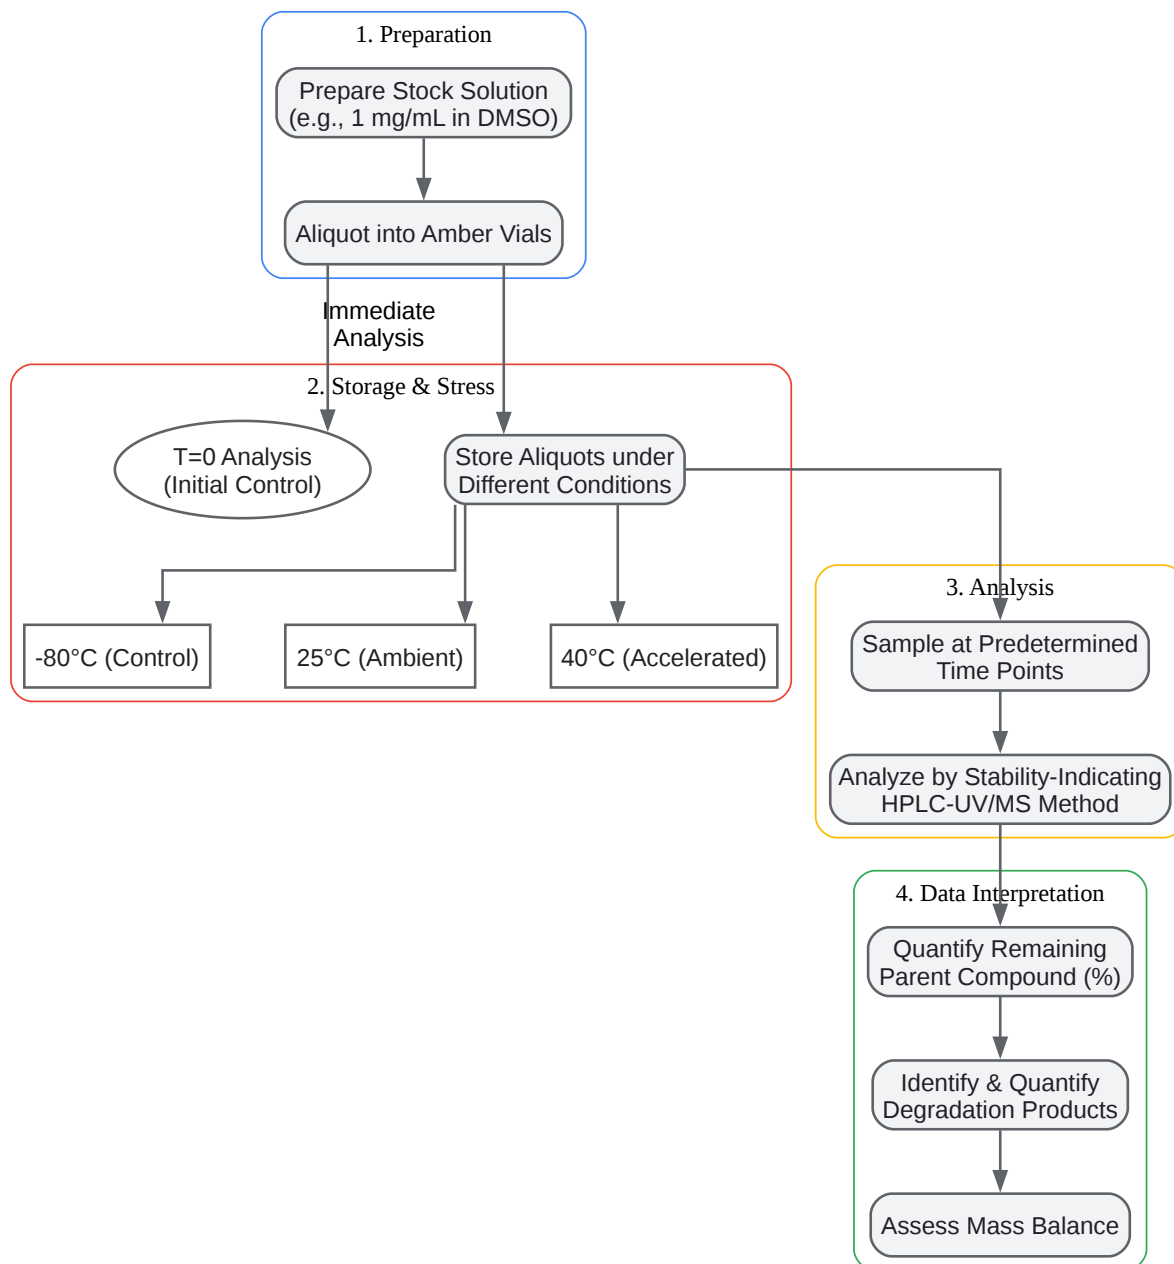 1. Preparation
Prepare Stock Solution
(e.g., 1 mg/mL in DMSO)
Aliquot into Amber Vials
Immediate
Analysis
2. Storage & Stress
T=0 Analysis
(Initial Control)
Store Aliquots under
Different Conditions
-80°C (Control)
25°C (Ambient)
40°C (Accelerated)
3. Analysis
Sample at Predetermined
Time Points
Analyze by Stability-Indicating
HPLC-UV/MS Method
4. Data Interpretation
Quantify Remaining
Parent Compound (%)
Identify & Quantify
Degradation Products
Assess Mass Balance